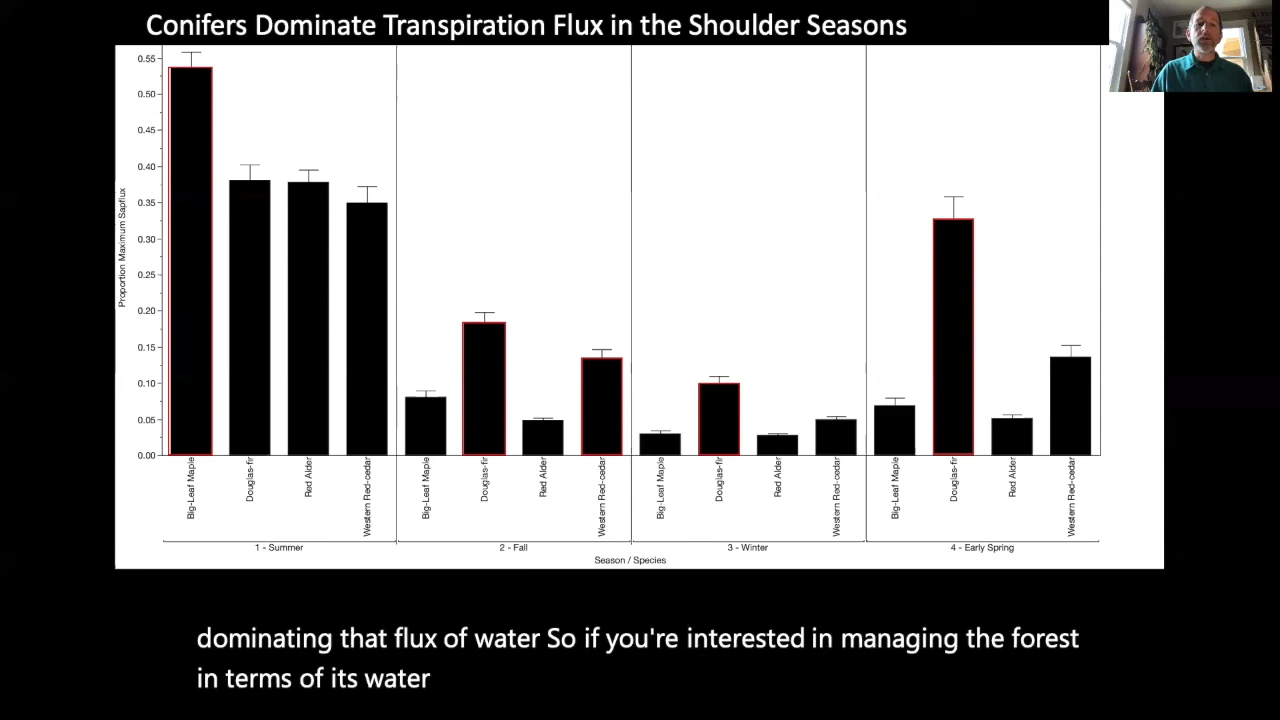 Conifers Dominate Transpiration Flux in the Shoulder Seasons
Proportion Maximum Sapflux
0.55
0.50
0.45
0.40
0.35
0.30
0.25
0.20
0.15
0.10
0.05
0.00
Big-Leaf Maple
Douglas-fir
Red Alder
Western Red-cedar
Big-Leaf Maple
Douglas-fir
Red Alder
Western Red-cedar
Big-Leaf Maple
Douglas-fir
Red Alder
Western Red-cedar
Big-Leaf Maple
Douglas-fir
Red Alder
Western Red-cedar
1 - Summer
2 - Fall
3 - Winter
4 - Early Spring
Season / Species
dominating that flux of water So if you're interested in managing the forest
in terms of its water